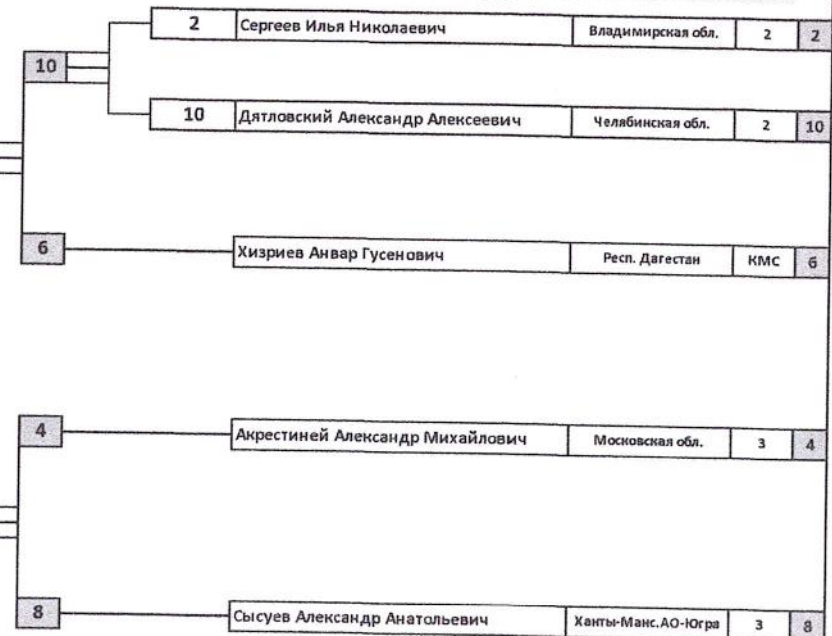 2 Сергеев Илья Николаевич Владимирская обл. 2 2
10
10 Дятловский Александр Алексеевич Челябинская обл. 2 10
6 Хизриев Анвар Гусенович Респ. Дагестан КМС 6
4 Акрестиней Александр Михайлович Московская обл. 3 4
8 Сысуев Александр Анатольевич Ханты-Манс.АО-Югра 3 8